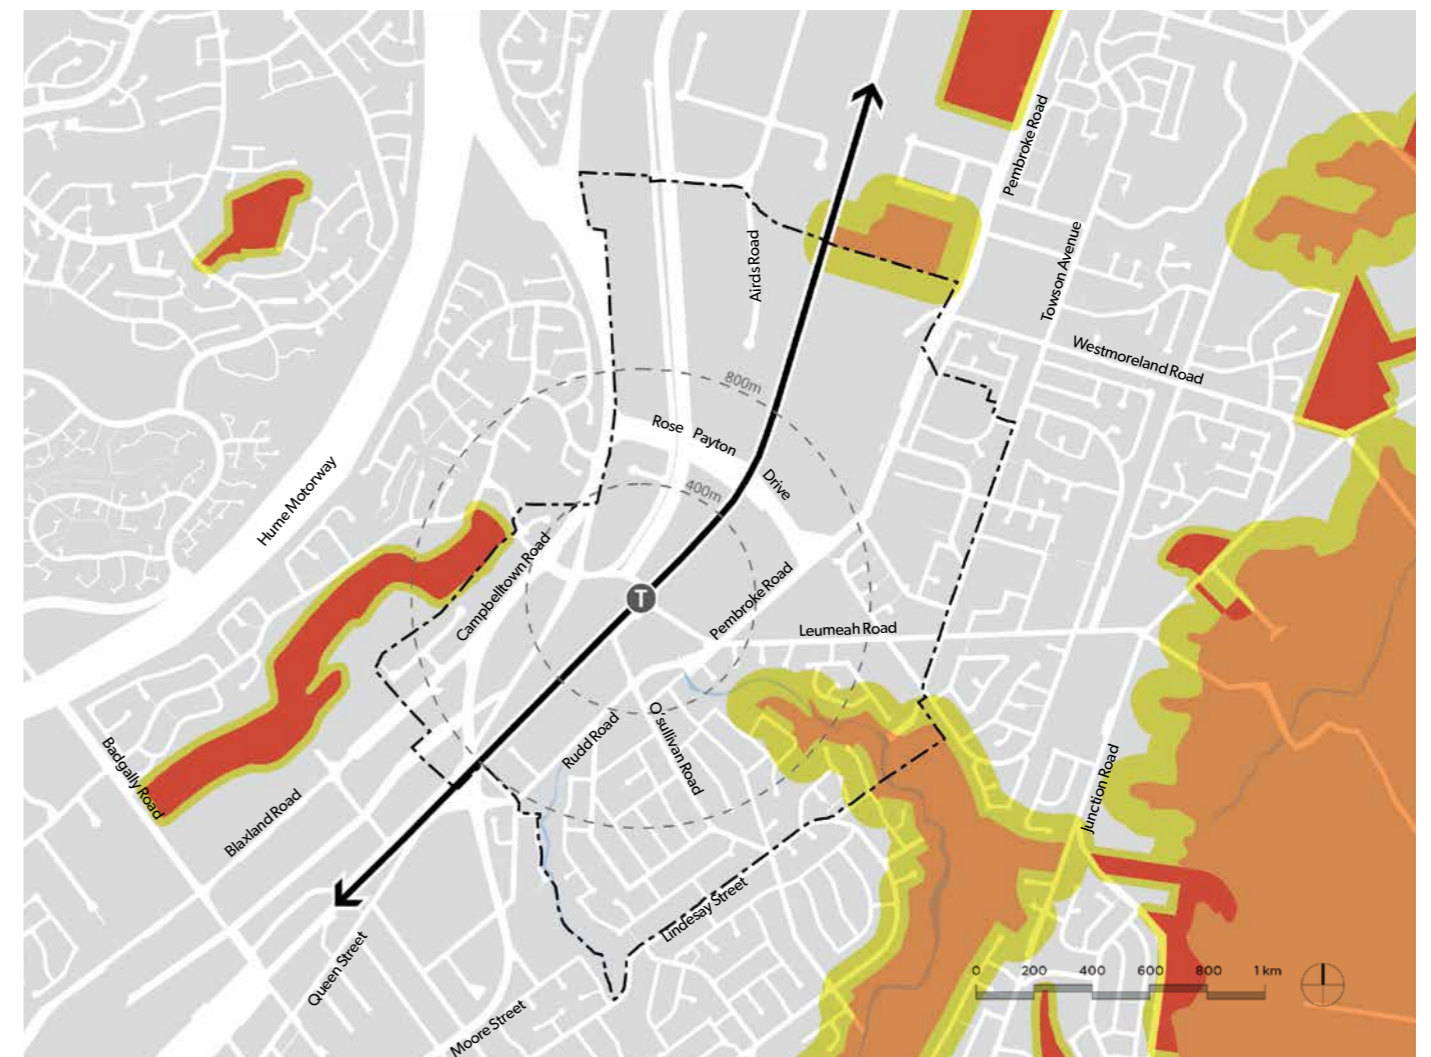 Pembroke Road
Airds Road
Towson Avenue
Westmoreland Road
800m
Rose Payton
Drive
400m
Hume Motorway
Campbelltown Road
T
Pembroke Road
Leumeah Road
O'sullivan Road
Rudd Road
Badgally Road
Blaxland Road
Junction Road
Lindesay Street
Queen Street
Moore Street
0 200 400 600 800 1 km